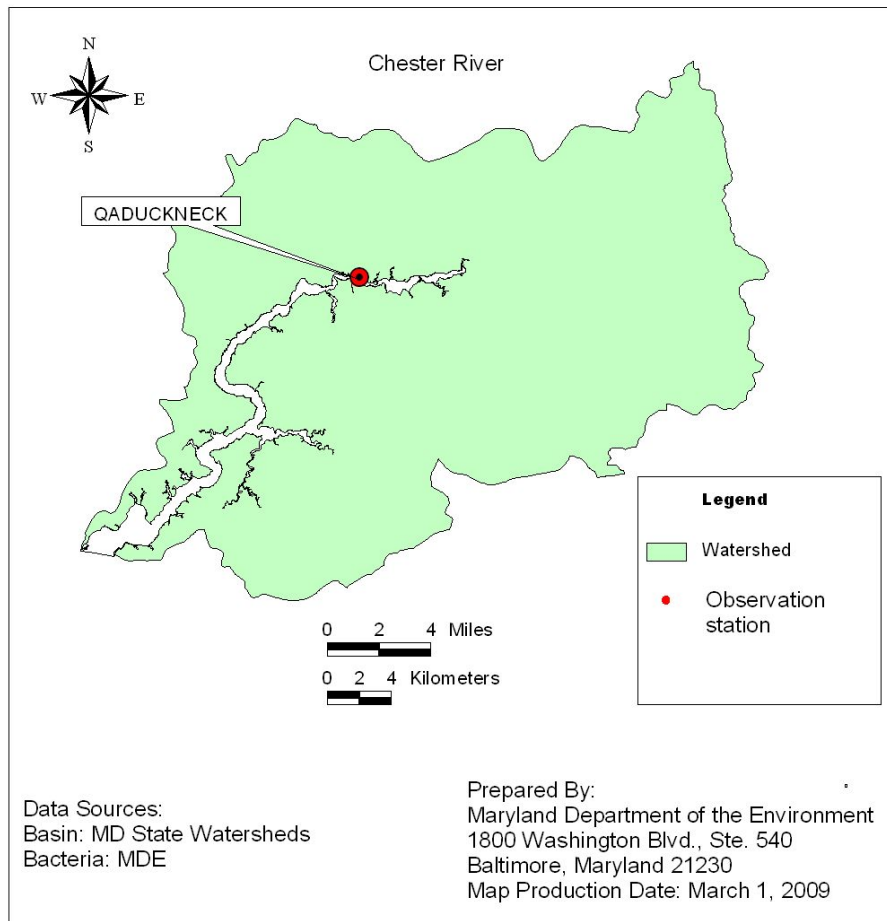 Chester River
N
W E
S
QADUCKNECK
Legend
Watershed
Observation
station
0 2 4 Miles
0 2 4 Kilometers
Data Sources:
Basin: MD State Watersheds
Bacteria: MDE
Prepared By:
Maryland Department of the Environment
1800 Washington Blvd., Ste. 540
Baltimore, Maryland 21230
Map Production Date: March 1, 2009